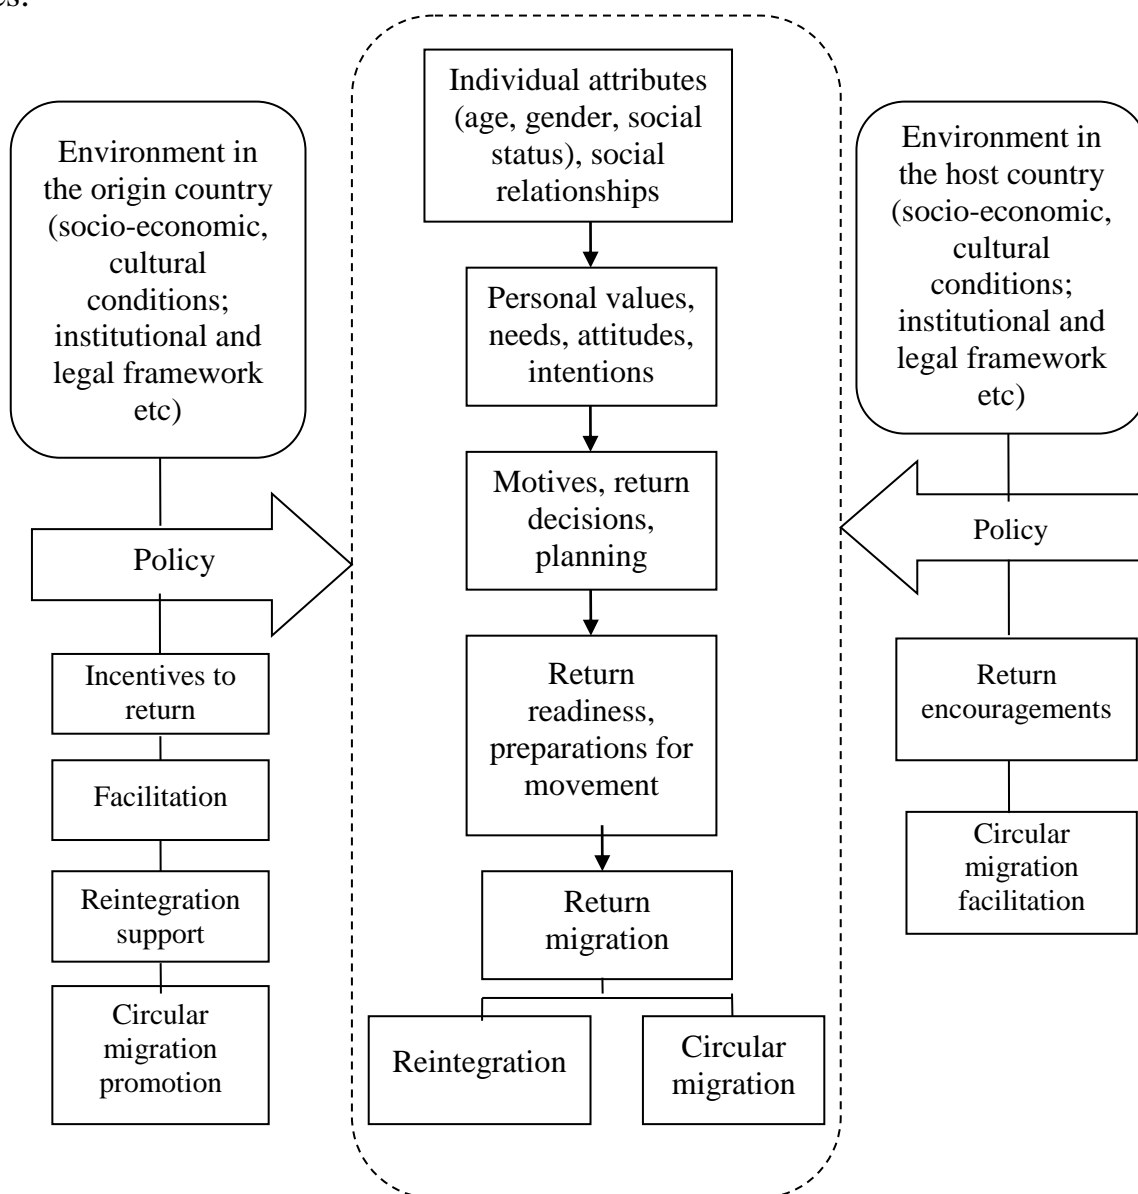 es:
Individual attributes
(age, gender, social
status), social
relationships
Environment in
the origin country
(socio-economic,
cultural
conditions;
institutional and
legal framework
etc)
Environment in
the host country
(socio-economic,
cultural
conditions;
institutional and
legal framework
etc)
Personal values,
needs, attitudes,
intentions
Motives, return
decisions,
planning
Policy
Policy
Return
readiness,
preparations for
movement
Incentives to
return
Facilitation
Reintegration
support
Circular
migration
promotion
Return
encouragements
Circular
migration
facilitation
Return
migration
Reintegration
Circular
migration